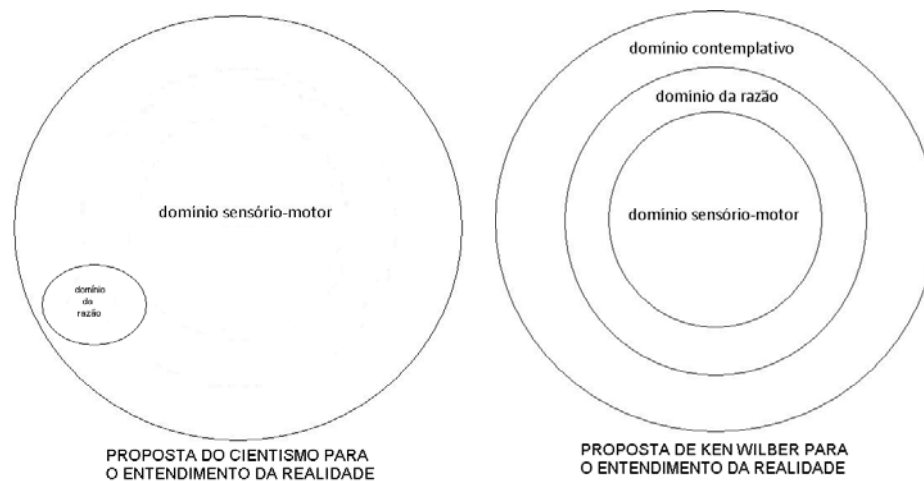 domínio sensório-motor
domínio
da
razão
PROPOSTA DO CIENTISMO PARA
O ENTENDIMENTO DA REALIDADE
domínio contemplativo
domínio da razão
domínio sensório-motor
PROPOSTA DE KEN WILBER PARA
O ENTENDIMENTO DA REALIDADE